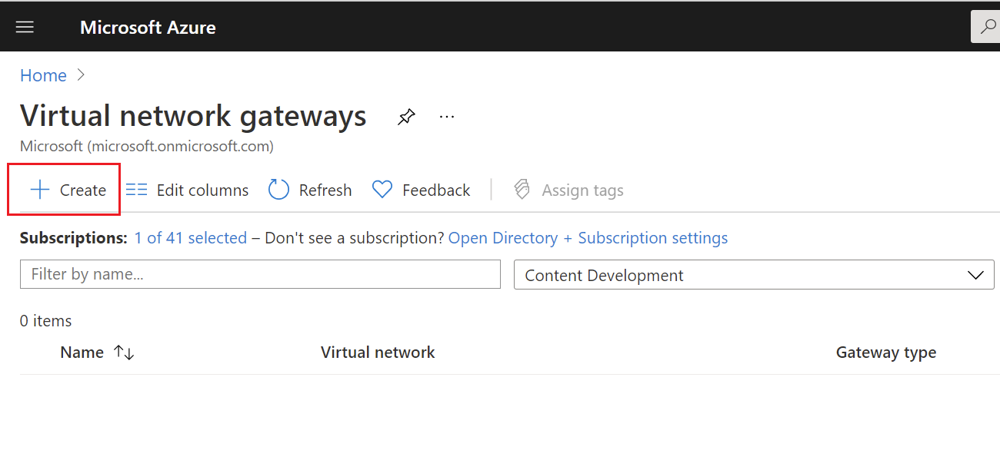 Microsoft Azure
Home
Virtual network gateways
Microsoft (microsoft.onmicrosoft.com)
Create Edit columns Refresh Feedback Assign tags
Subscriptions: 1 of 41 selected – Don't see a subscription? Open Directory + Subscription settings
Filter by name... Content Development
0 items
Name Virtual network Gateway type